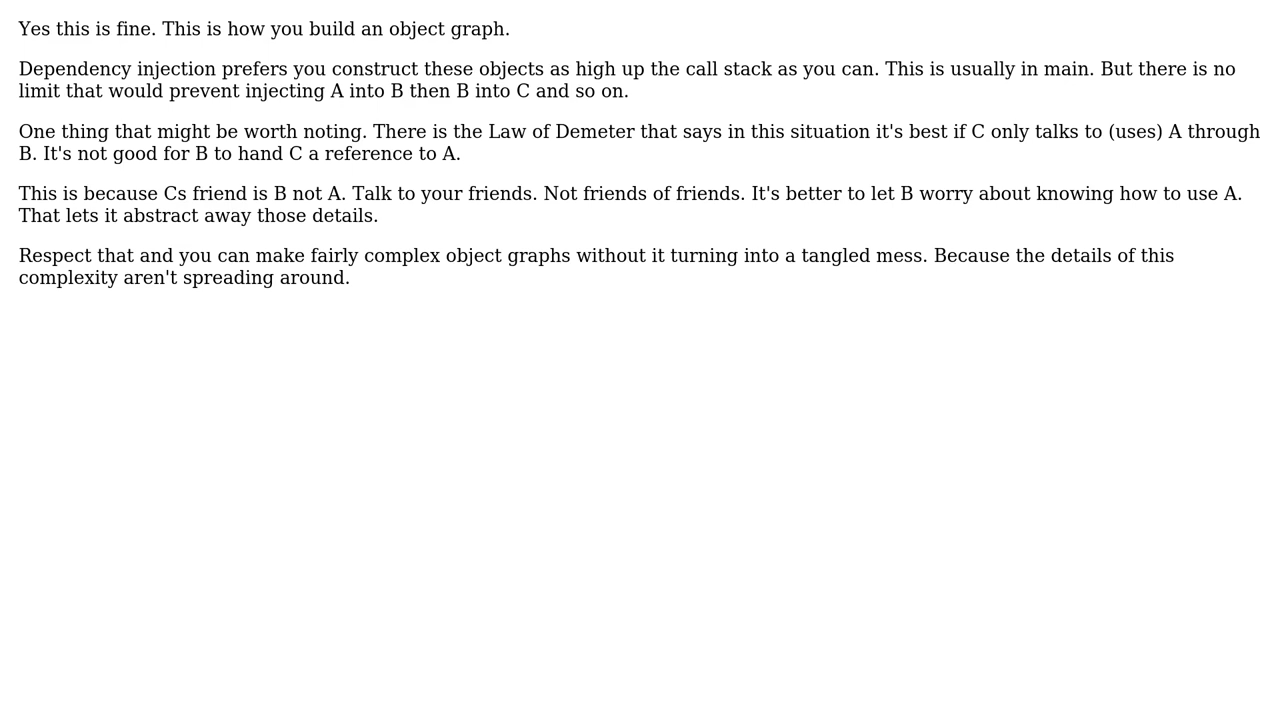 Yes this is fine. This is how you build an object graph.
Dependency injection prefers you construct these objects as high up the call stack as you can. This is usually in main. But there is no
limit that would prevent injecting A into B then B into C and so on.
One thing that might be worth noting. There is the Law of Demeter that says in this situation it's best if C only talks to (uses) A through
B. It's not good for B to hand C a reference to A.
This is because Cs friend is B not A. Talk to your friends. Not friends of friends. It's better to let B worry about knowing how to use A.
That lets it abstract away those details.
Respect that and you can make fairly complex object graphs without it turning into a tangled mess. Because the details of this
complexity aren't spreading around.